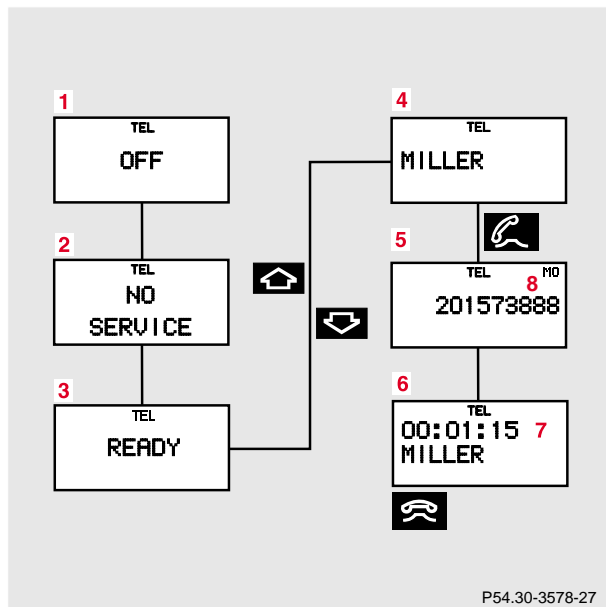 1
TEL
OFF
2
TEL
NO
SERVICE
3
TEL
READY
4
TEL
MILLER
5
TEL MO
8
201573888
6
TEL
00:01:15 7
MILLER
P54.30-3578-27